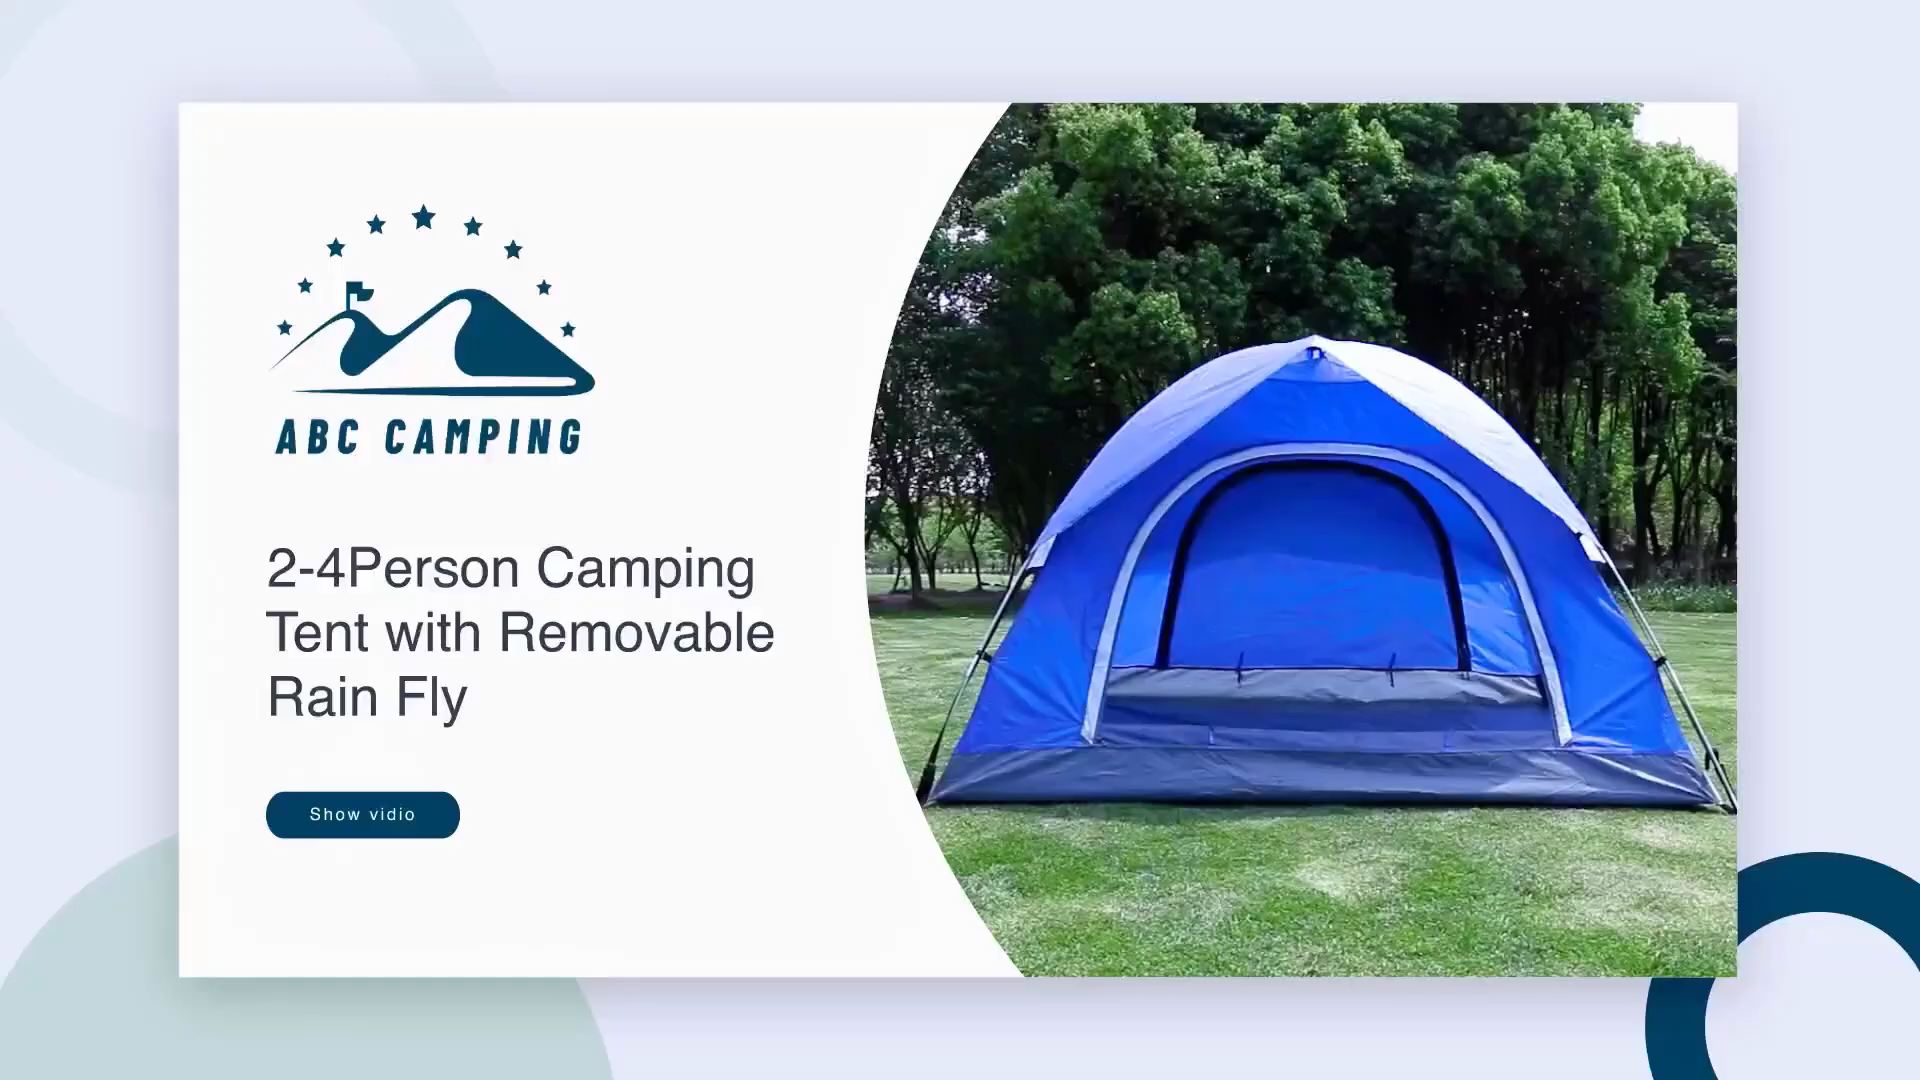 ABC CAMPING
2-4Person Camping
Tent with Removable
Rain Fly
Show vidio